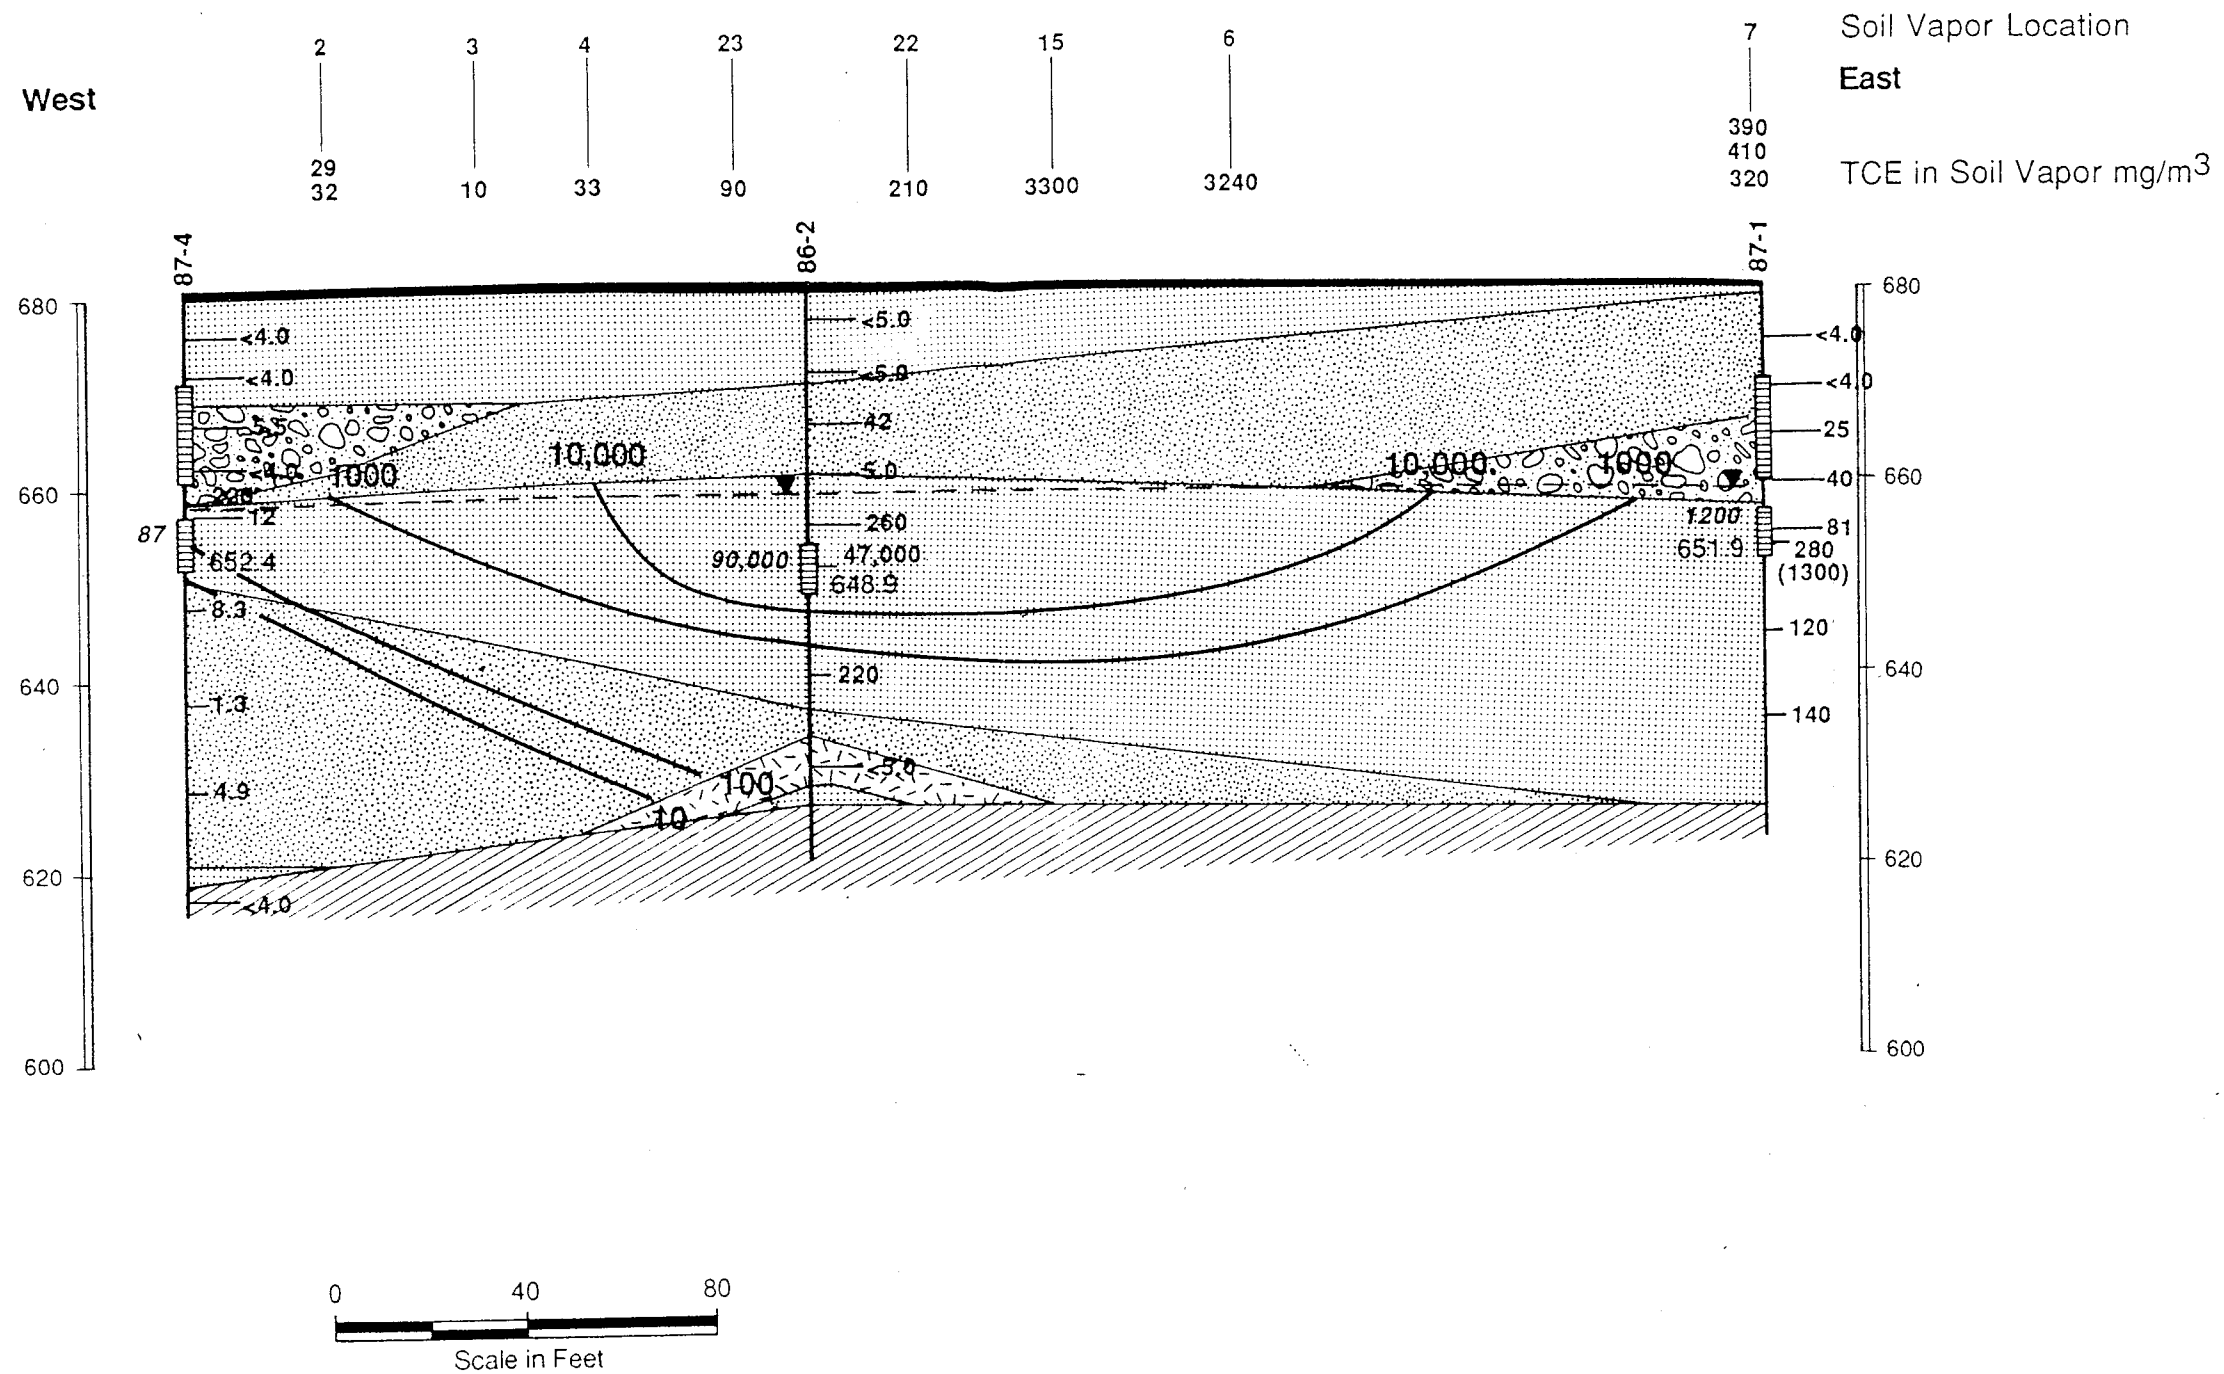 2 3 4 23 22 15 6 7 Soil Vapor Location
West East
390
29 410
32 10 33 90 210 3300 3240 320 TCE in Soil Vapor mg/m3
87-4 86-2 87-1
680 680
<4.0 <5.0 <4.0
<4.0 <5.0 <4.0
5.5 42 25
1000 10,000 5.0 10,000 1000 40
660 660
12 260 1200 81
87 652.4 90,000 47,000 651.9 280
648.9 (1300)
8.3 120
220
640 640
1.3 140
100 <5.0
4.9
10
620 620
<4.0
600 600
0 40 80
Scale in Feet